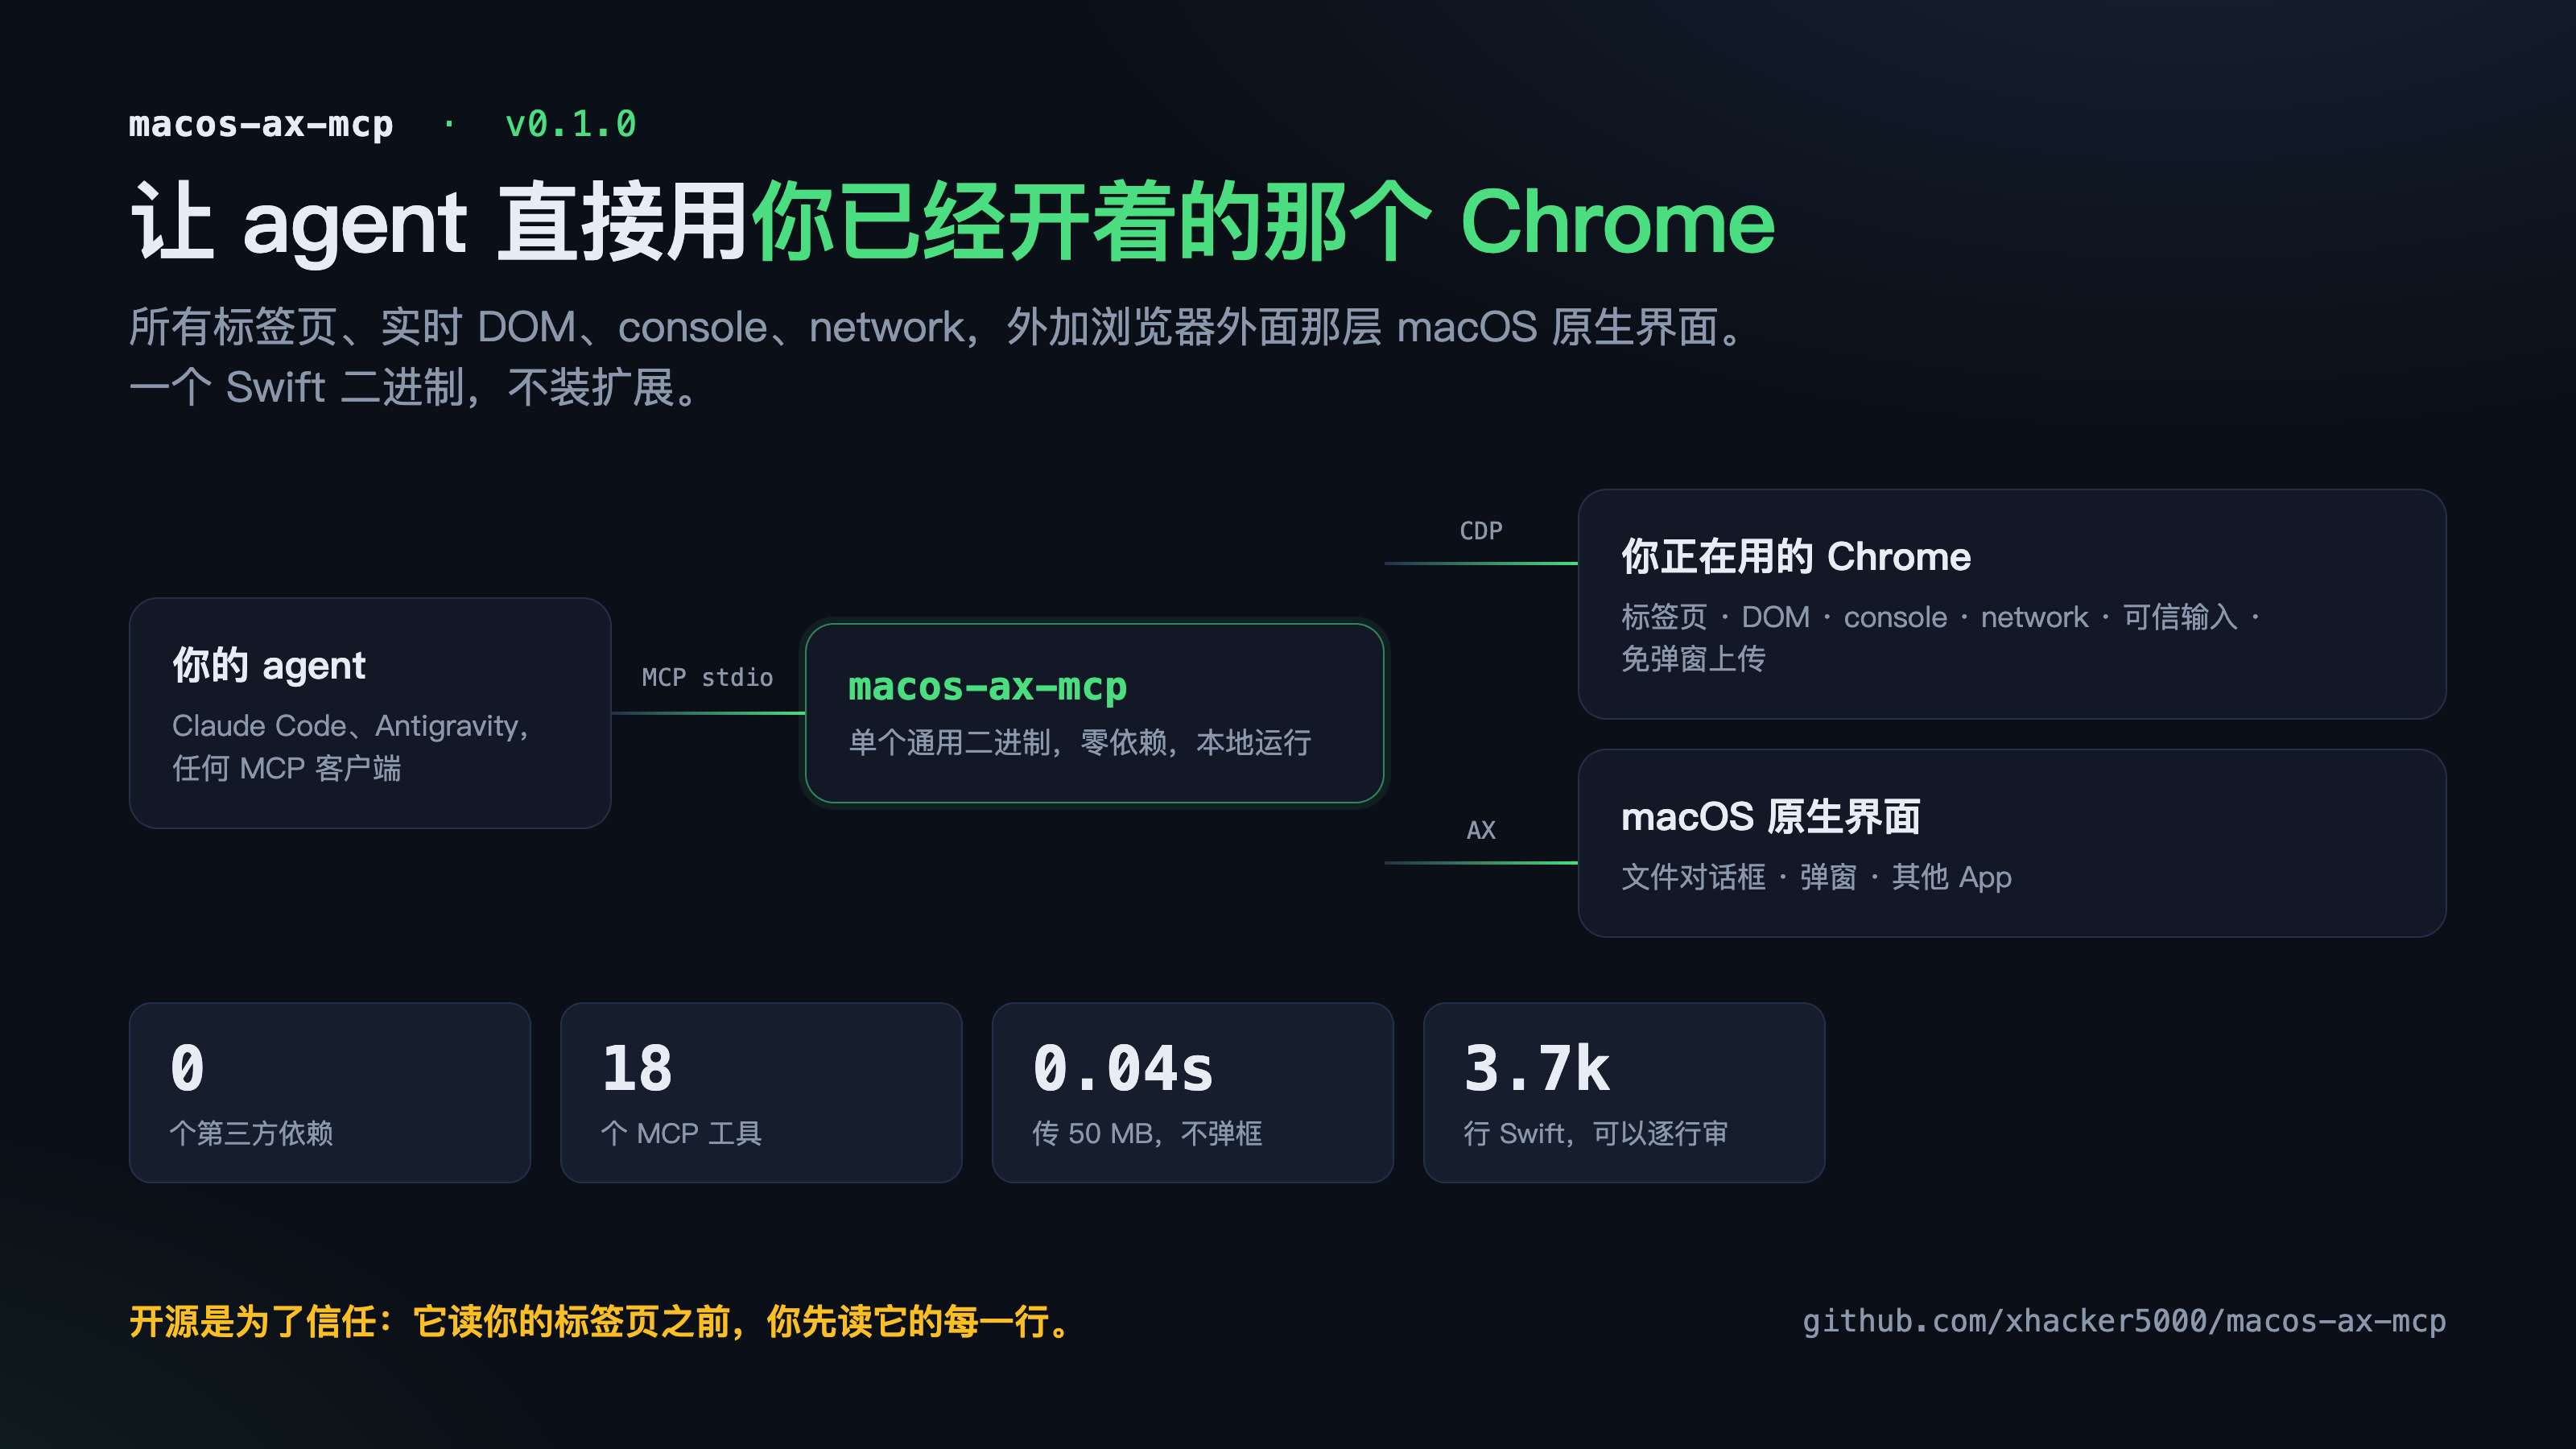 macos-ax-mcp · v0.1.0
让 agent 直接用你已经开着的那个 Chrome
所有标签页、实时 DOM、console、network，外加浏览器外面那层 macOS 原生界面。
一个 Swift 二进制，不装扩展。
你的 agent
Claude Code、Antigravity，
任何 MCP 客户端
MCP stdio
macos-ax-mcp
单个通用二进制，零依赖，本地运行
CDP
你正在用的 Chrome
标签页 · DOM · console · network · 可信输入 ·
免弹窗上传
AX
macOS 原生界面
文件对话框 · 弹窗 · 其他 App
0
个第三方依赖
18
个 MCP 工具
0.04s
传 50 MB，不弹框
3.7k
行 Swift，可以逐行审
开源是为了信任：它读你的标签页之前，你先读它的每一行。
github.com/xhacker5000/macos-ax-mcp